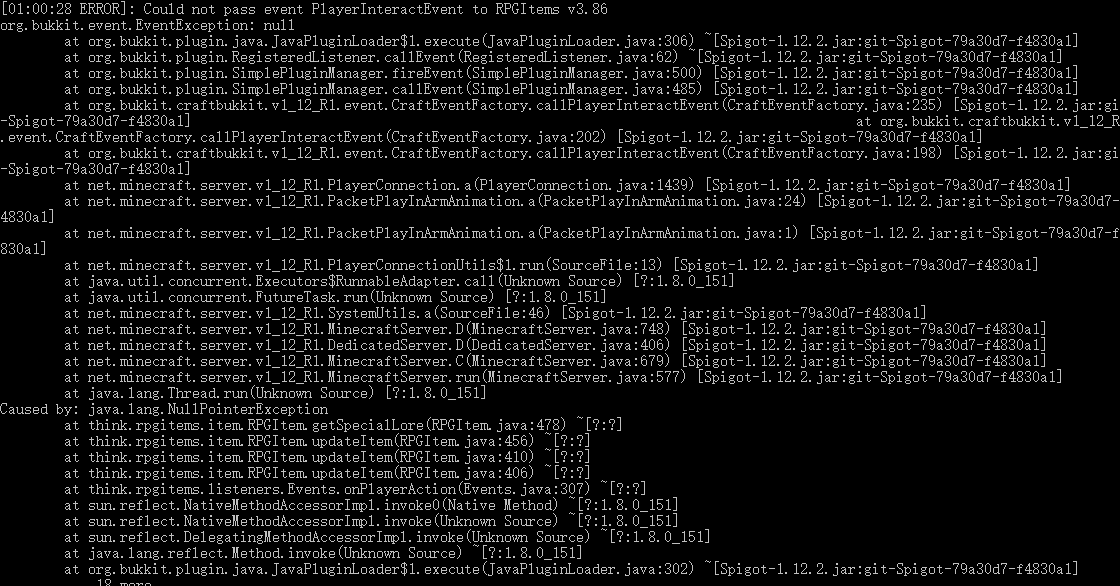 [01:00:28 ERROR]: Could not pass event PlayerInteractEvent to RPGItems v3.86
org.bukkit.event.EventException: null
at org.bukkit.plugin.java.JavaPluginLoader$1.execute(JavaPluginLoader.java:306) ~[Spigot-1.12.2.jar:git-Spigot-79a30d7-f4830a1]
at org.bukkit.plugin.RegisteredListener.callEvent(RegisteredListener.java:62) ~[Spigot-1.12.2.jar:git-Spigot-79a30d7-f4830a1]
at org.bukkit.plugin.SimplePluginManager.fireEvent(SimplePluginManager.java:500) [Spigot-1.12.2.jar:git-Spigot-79a30d7-f4830a1]
at org.bukkit.plugin.SimplePluginManager.callEvent(SimplePluginManager.java:485) [Spigot-1.12.2.jar:git-Spigot-79a30d7-f4830a1]
at org.bukkit.craftbukkit.v1_12_R1.event.CraftEventFactory.callPlayerInteractEvent(CraftEventFactory.java:235) [Spigot-1.12.2.jar:gi
-Spigot-79a30d7-f4830a1] at org.bukkit.craftbukkit.v1_12_R
.event.CraftEventFactory.callPlayerInteractEvent(CraftEventFactory.java:202) [Spigot-1.12.2.jar:git-Spigot-79a30d7-f4830a1]
at org.bukkit.craftbukkit.v1_12_R1.event.CraftEventFactory.callPlayerInteractEvent(CraftEventFactory.java:198) [Spigot-1.12.2.jar:gi
-Spigot-79a30d7-f4830a1]
at net.minecraft.server.v1_12_R1.PlayerConnection.a(PlayerConnection.java:1439) [Spigot-1.12.2.jar:git-Spigot-79a30d7-f4830a1]
at net.minecraft.server.v1_12_R1.PacketPlayInArmAnimation.a(PacketPlayInArmAnimation.java:24) [Spigot-1.12.2.jar:git-Spigot-79a30d7-
4830a1]
at net.minecraft.server.v1_12_R1.PacketPlayInArmAnimation.a(PacketPlayInArmAnimation.java:1) [Spigot-1.12.2.jar:git-Spigot-79a30d7-f
830a1]
at net.minecraft.server.v1_12_R1.PlayerConnectionUtils$1.run(SourceFile:13) [Spigot-1.12.2.jar:git-Spigot-79a30d7-f4830a1]
at java.util.concurrent.Executors$RunnableAdapter.call(Unknown Source) [?:1.8.0_151]
at java.util.concurrent.FutureTask.run(Unknown Source) [?:1.8.0_151]
at net.minecraft.server.v1_12_R1.SystemUtils.a(SourceFile:46) [Spigot-1.12.2.jar:git-Spigot-79a30d7-f4830a1]
at net.minecraft.server.v1_12_R1.MinecraftServer.D(MinecraftServer.java:748) [Spigot-1.12.2.jar:git-Spigot-79a30d7-f4830a1]
at net.minecraft.server.v1_12_R1.DedicatedServer.D(DedicatedServer.java:406) [Spigot-1.12.2.jar:git-Spigot-79a30d7-f4830a1]
at net.minecraft.server.v1_12_R1.MinecraftServer.C(MinecraftServer.java:679) [Spigot-1.12.2.jar:git-Spigot-79a30d7-f4830a1]
at net.minecraft.server.v1_12_R1.MinecraftServer.run(MinecraftServer.java:577) [Spigot-1.12.2.jar:git-Spigot-79a30d7-f4830a1]
at java.lang.Thread.run(Unknown Source) [?:1.8.0_151]
Caused by: java.lang.NullPointerException
at think.rpgitems.item.RPGItem.getSpecialLore(RPGItem.java:478) ~[?:?]
at think.rpgitems.item.RPGItem.updateItem(RPGItem.java:456) ~[?:?]
at think.rpgitems.item.RPGItem.updateItem(RPGItem.java:410) ~[?:?]
at think.rpgitems.item.RPGItem.updateItem(RPGItem.java:406) ~[?:?]
at think.rpgitems.listeners.Events.onPlayerAction(Events.java:307) ~[?:?]
at sun.reflect.NativeMethodAccessorImpl.invoke0(Native Method) ~[?:1.8.0_151]
at sun.reflect.NativeMethodAccessorImpl.invoke(Unknown Source) ~[?:1.8.0_151]
at sun.reflect.DelegatingMethodAccessorImpl.invoke(Unknown Source) ~[?:1.8.0_151]
at java.lang.reflect.Method.invoke(Unknown Source) ~[?:1.8.0_151]
at org.bukkit.plugin.java.JavaPluginLoader$1.execute(JavaPluginLoader.java:302) ~[Spigot-1.12.2.jar:git-Spigot-79a30d7-f4830a1]
... 18 more